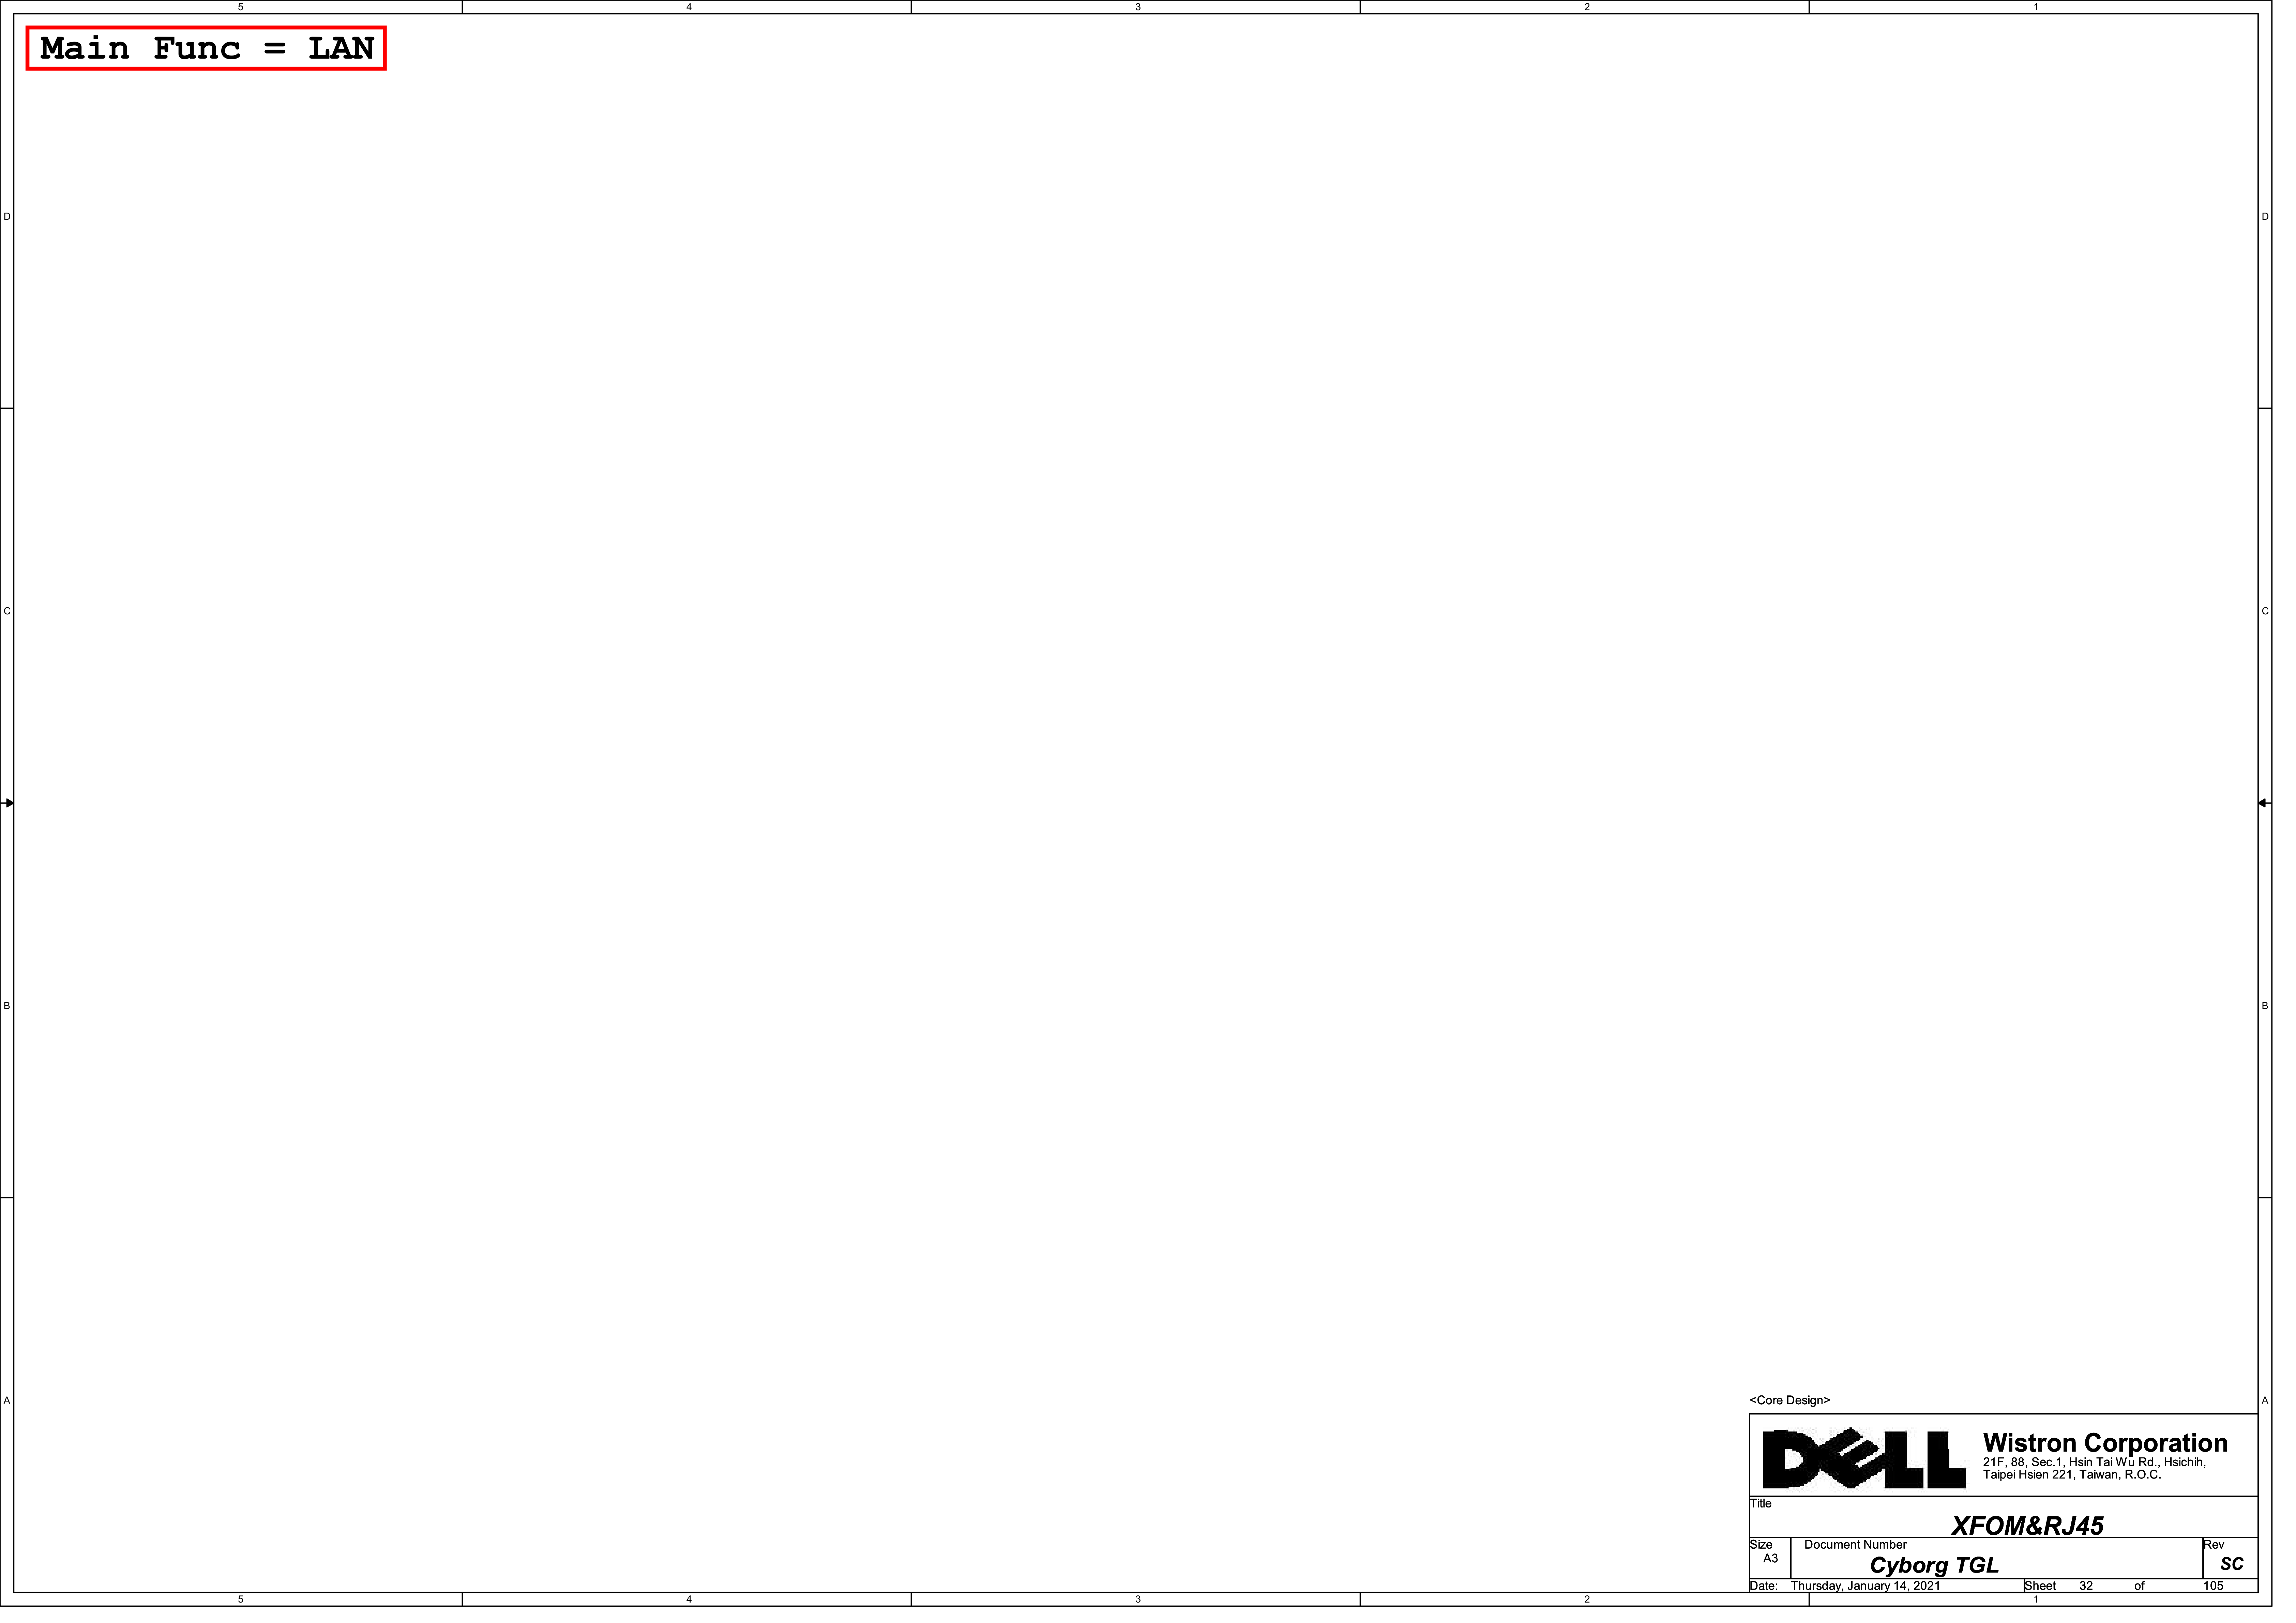 5 4 3 2 1
Main Func = LAN
D D
C C
B B
A A
<Core Design>
DELL
Wistron Corporation
21F, 88, Sec.1, Hsin Tai Wu Rd., Hsichih,
Taipei Hsien 221, Taiwan, R.O.C.
Title
XFOM&RJ45
Size Document Number Rev
A3 Cyborg TGL SC
Date: Thursday, January 14, 2021 Sheet 32 of 105
5 4 3 2 1